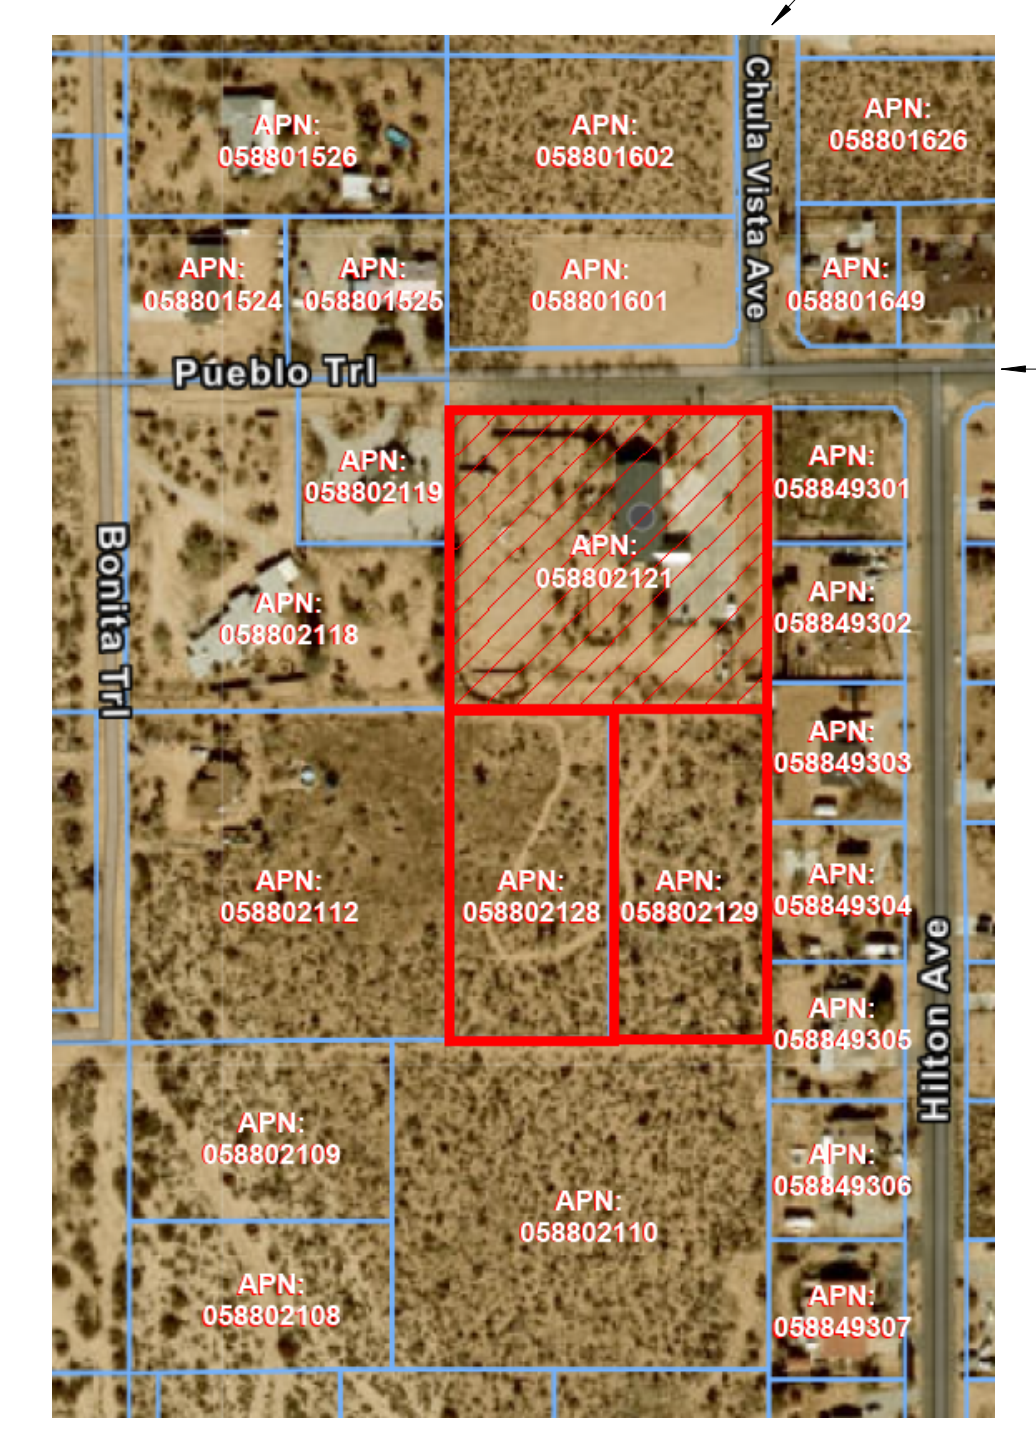 APN:
058801526
APN:
058801602
Chula Vista Ave
APN:
058801626
APN:
058801524
APN:
058801525
APN:
058801601
APN:
058801649
Pueblo Trl
APN:
058802119
APN:
058849301
Bonita Trl
APN:
058802121
APN:
058849302
APN:
058802118
APN:
058849303
APN:
058802112
APN:
058802128
APN:
058802129
APN:
058849304
Hilton Ave
APN:
058849305
APN:
058802109
APN:
058849306
APN:
058802110
APN:
058802108
APN:
058849307